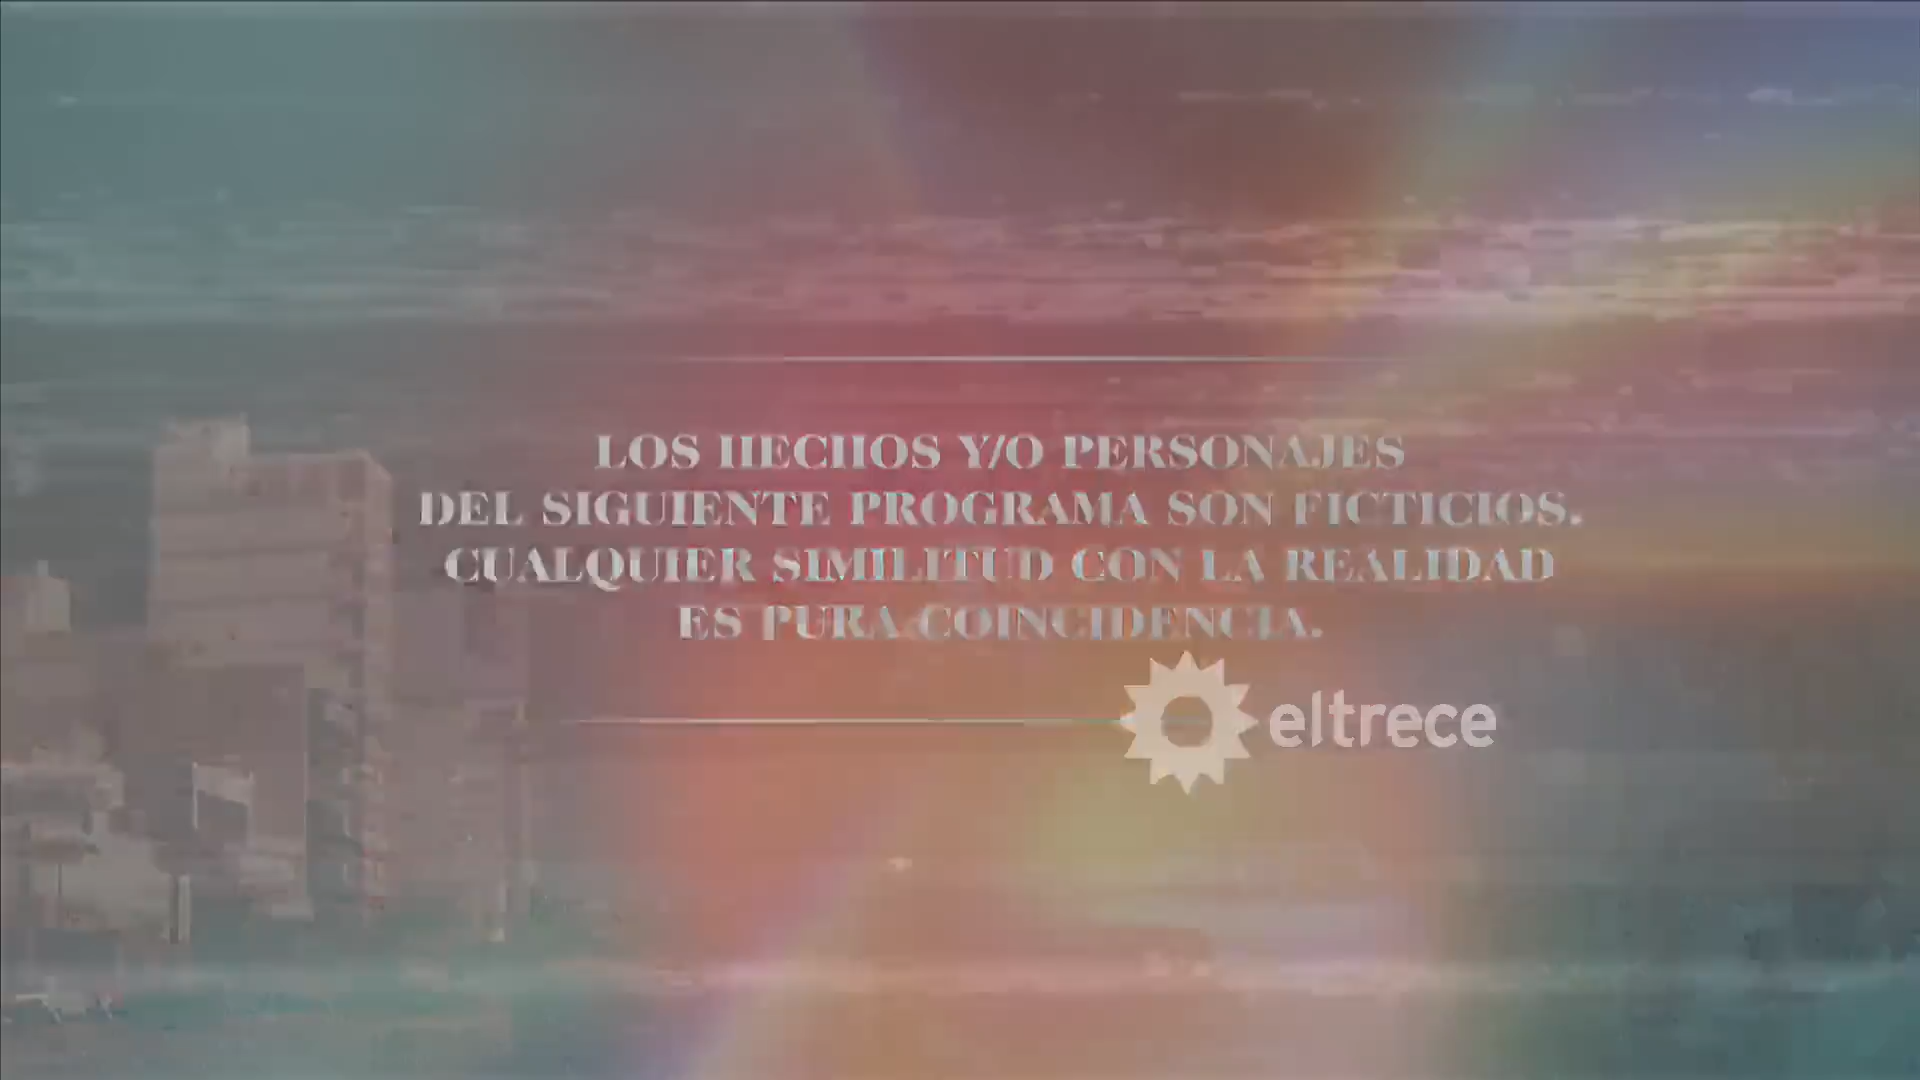 LOS HECHOS Y/O PERSONAJES
DEL SIGUIENTE PROGRAMA SON FICTICIOS.
CUALQUIER SIMILITUD CON LA REALIDAD
ES PURA COINCIDENCIA.
eltrece